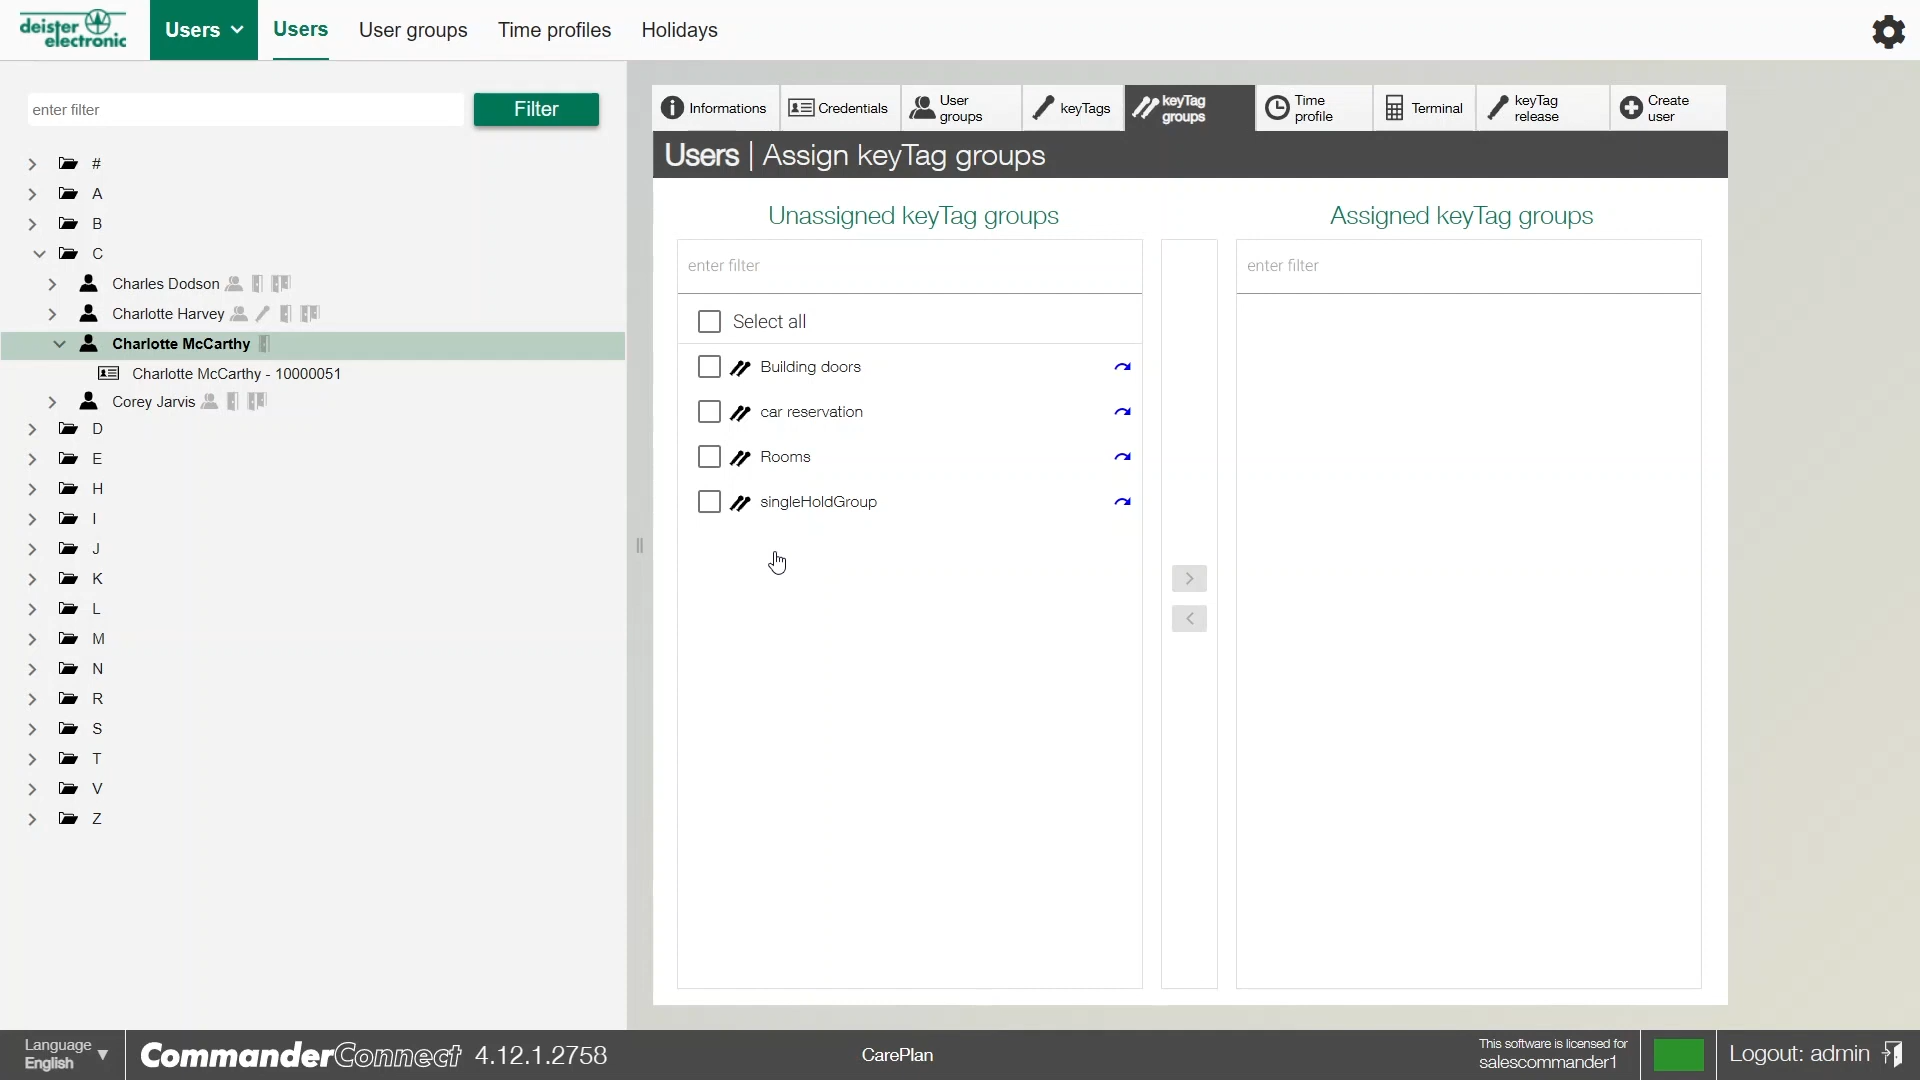 deister
electronic
Users
Users
User groups
Time profiles
Holidays
enter filter
Filter
#
A
B
C
Charles Dodson
Charlotte Harvey
Charlotte McCarthy
Charlotte McCarthy - 10000051
Corey Jarvis
D
E
H
I
J
K
L
M
N
R
S
T
V
Z
Informations
Credentials
User
groups
keyTags
keyTag
groups
Time
profile
Terminal
keyTag
release
Create
user
Users | Assign keyTag groups
Unassigned keyTag groups
enter filter
Select all
Building doors
car reservation
Rooms
singleHoldGroup
Assigned keyTag groups
enter filter
Language
English
CommanderConnect 4.12.1.2758
CarePlan
This software is licensed for
salescommander1
Logout: admin